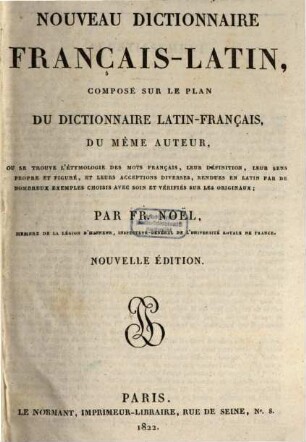 NOUVEAU DICTIONNAIRE
FRANÇAIS-LATIN,
COMPOSÉ SUR LE PLAN
DU DICTIONNAIRE LATIN-FRANÇAIS,
DU MÊME AUTEUR,
OU SE TROUVE L'ÉTYMOLOGIE DES MOTS FRANÇAIS, LEUR DÉFINITION, LEUR SENS
PROPRE ET FIGURÉ, ET LEURS ACCEPTIONS DIVERSES, RENDUES EN LATIN PAR DE
NOMBREUX EXEMPLES CHOISIS AVEC SOIN ET VÉRIFIÉS SUR LES ORIGINAUX;
PAR FR. NOËL,
MEMBRE DE LA LÉGION D'HONNEUR, INSPECTEUR-GÉNÉRAL DE L'UNIVERSITÉ ROYALE DE FRANCE.
NOUVELLE ÉDITION.
PARIS.
LE NORMANT, IMPRIMEUR-LIBRAIRE, RUE DE SEINE, N°. 8.
1822.